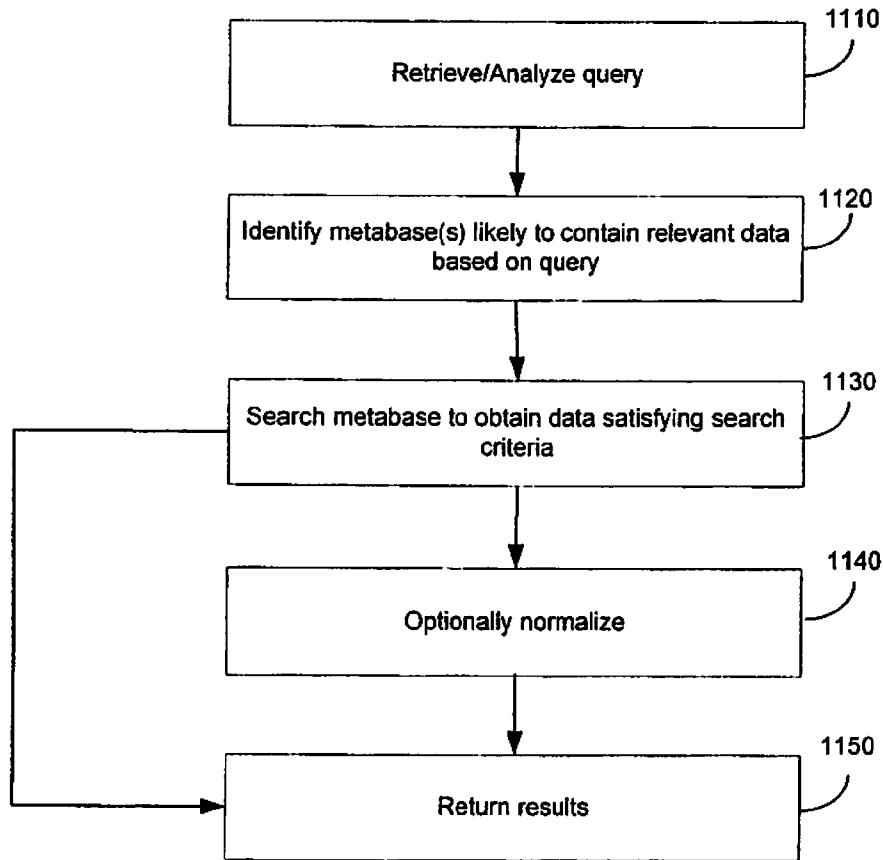 1110
Retrieve/Analyze query
1120
Identify metabase(s) likely to contain relevant data
based on query
1130
Search metabase to obtain data satisfying search
criteria
1140
Optionally normalize
1150
Return results